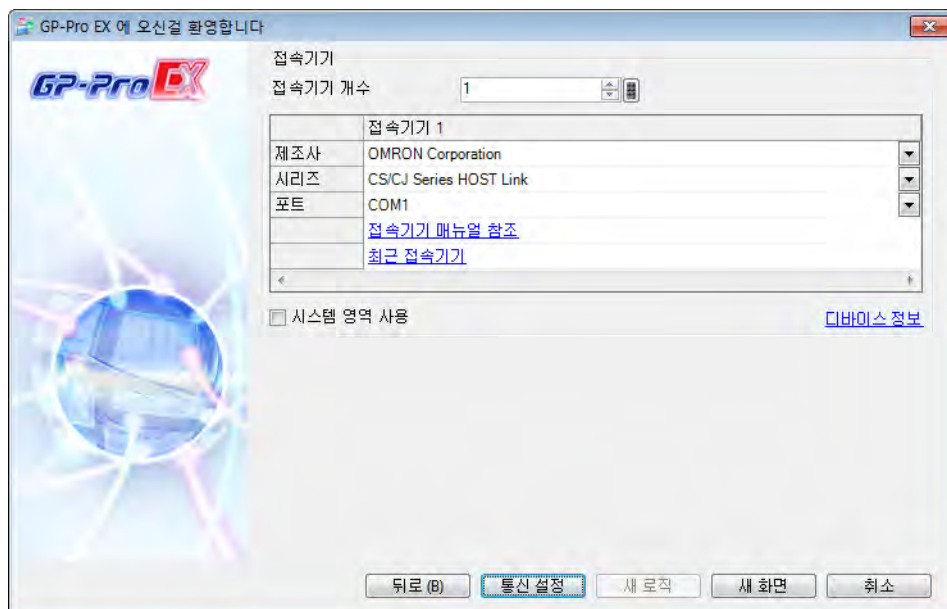 GP-Pro EX 에 오신걸 환영합니다
GP-Pro EX
접속기기
접속기기 개수 1
접속기기 1
제조사 OMRON Corporation
시리즈 CS/CJ Series HOST Link
포트 COM1
접속기기 매뉴얼 참조
최근 접속기기
시스템 영역 사용 디바이스 정보
뒤로 (B) 통신 설정 새 로직 새 화면 취소